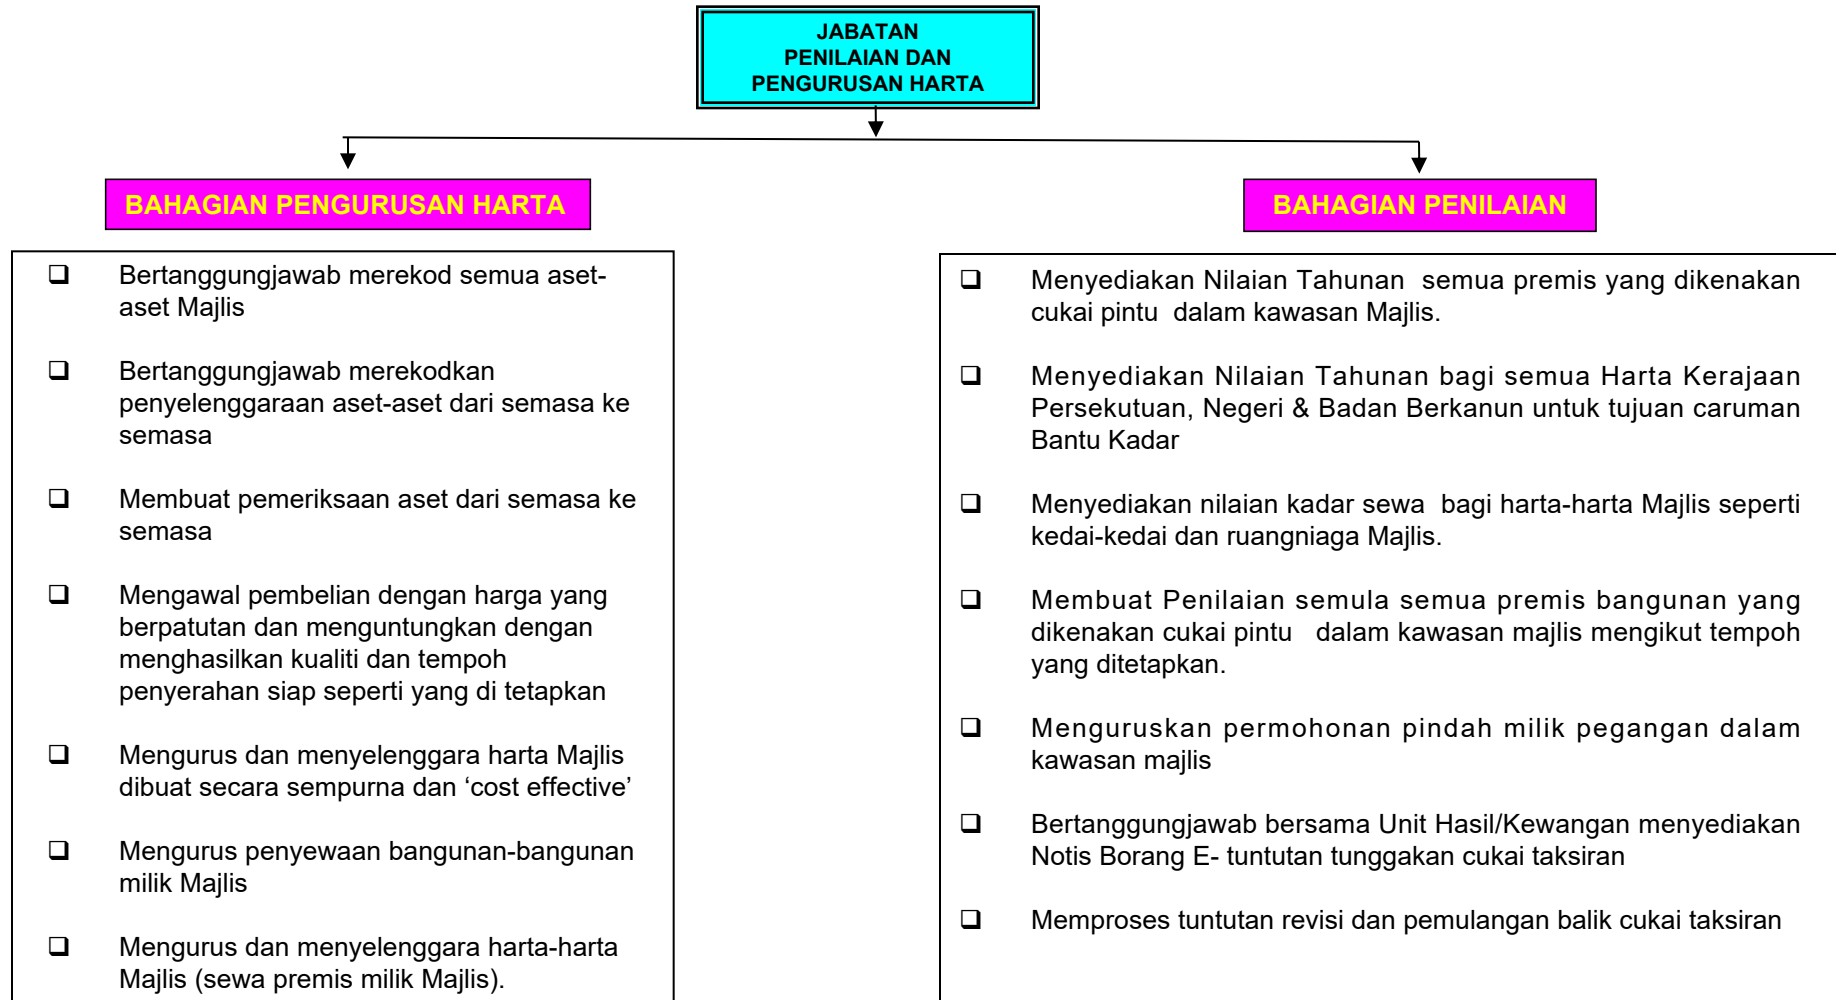 JABATAN
PENILAIAN DAN
PENGURUSAN HARTA
BAHAGIAN PENGURUSAN HARTA
Bertanggungjawab merekod semua aset-
aset Majlis
Bertanggungjawab merekodkan
penyelenggaraan aset-aset dari semasa ke
semasa
Membuat pemeriksaan aset dari semasa ke
semasa
Mengawal pembelian dengan harga yang
berpatutan dan menguntungkan dengan
menghasilkan kualiti dan tempoh
penyerahan siap seperti yang di tetapkan
Mengurus dan menyelenggara harta Majlis
dibuat secara sempurna dan ‘cost effective’
Mengurus penyewaan bangunan-bangunan
milik Majlis
Mengurus dan menyelenggara harta-harta
Majlis (sewa premis milik Majlis).
BAHAGIAN PENILAIAN
Menyediakan Nilaian Tahunan semua premis yang dikenakan
cukai pintu dalam kawasan Majlis.
Menyediakan Nilaian Tahunan bagi semua Harta Kerajaan
Persekutuan, Negeri & Badan Berkanun untuk tujuan caruman
Bantu Kadar
Menyediakan nilaian kadar sewa bagi harta-harta Majlis seperti
kedai-kedai dan ruangniaga Majlis.
Membuat Penilaian semula semua premis bangunan yang
dikenakan cukai pintu dalam kawasan majlis mengikut tempoh
yang ditetapkan.
Menguruskan permohonan pindah milik pegangan dalam
kawasan majlis
Bertanggungjawab bersama Unit Hasil/Kewangan menyediakan
Notis Borang E- tuntutan tunggakan cukai taksiran
Memproses tuntutan revisi dan pemulangan balik cukai taksiran